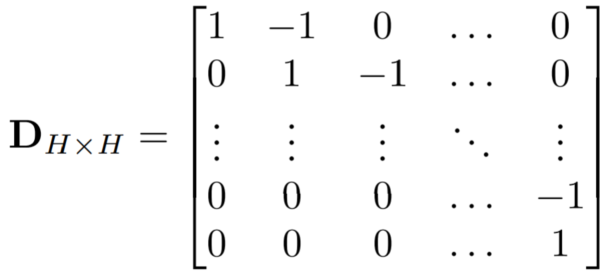 1 −1 0 … 0
0 1 −1 … 0
D_{H×H} = ⋮ ⋮ ⋮ ⋱ ⋮
0 0 0 … −1
0 0 0 … 1